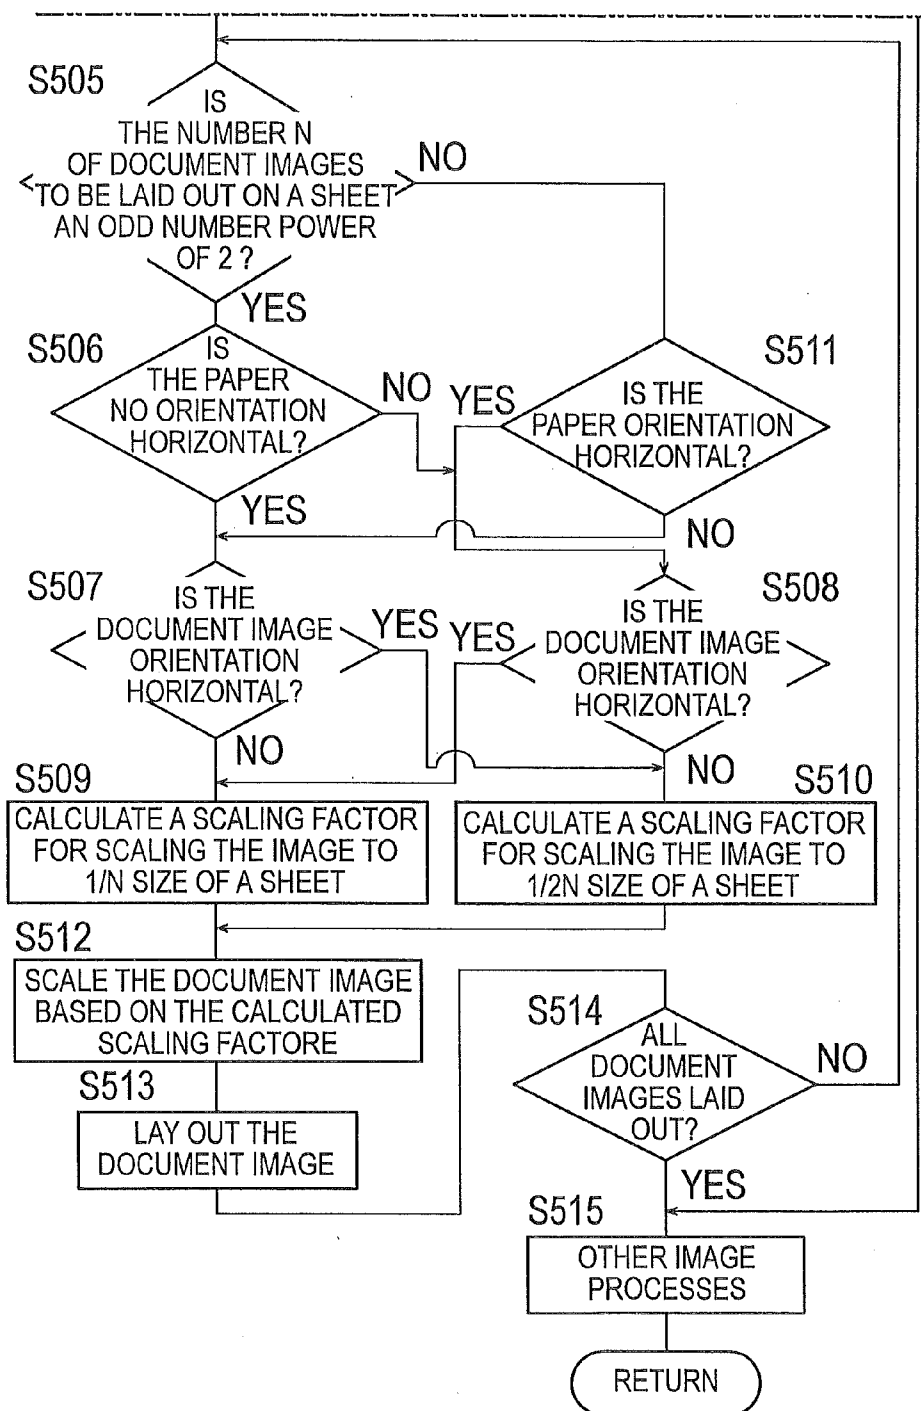 S505
IS
THE NUMBER N
OF DOCUMENT IMAGES
TO BE LAID OUT ON A SHEET
AN ODD NUMBER POWER
OF 2 ?
NO
YES
S506
IS
THE PAPER
NO ORIENTATION
HORIZONTAL?
NO
YES
S511
IS THE
PAPER ORIENTATION
HORIZONTAL?
YES
NO
S507
IS THE
DOCUMENT IMAGE
ORIENTATION
HORIZONTAL?
YES
NO
S508
IS THE
DOCUMENT IMAGE
ORIENTATION
HORIZONTAL?
YES
NO
S509
CALCULATE A SCALING FACTOR
FOR SCALING THE IMAGE TO
1/N SIZE OF A SHEET
S510
CALCULATE A SCALING FACTOR
FOR SCALING THE IMAGE TO
1/2N SIZE OF A SHEET
S512
SCALE THE DOCUMENT IMAGE
BASED ON THE CALCULATED
SCALING FACTORE
S513
LAY OUT THE
DOCUMENT IMAGE
S514
ALL
DOCUMENT
IMAGES LAID
OUT?
NO
YES
S515
OTHER IMAGE
PROCESSES
RETURN